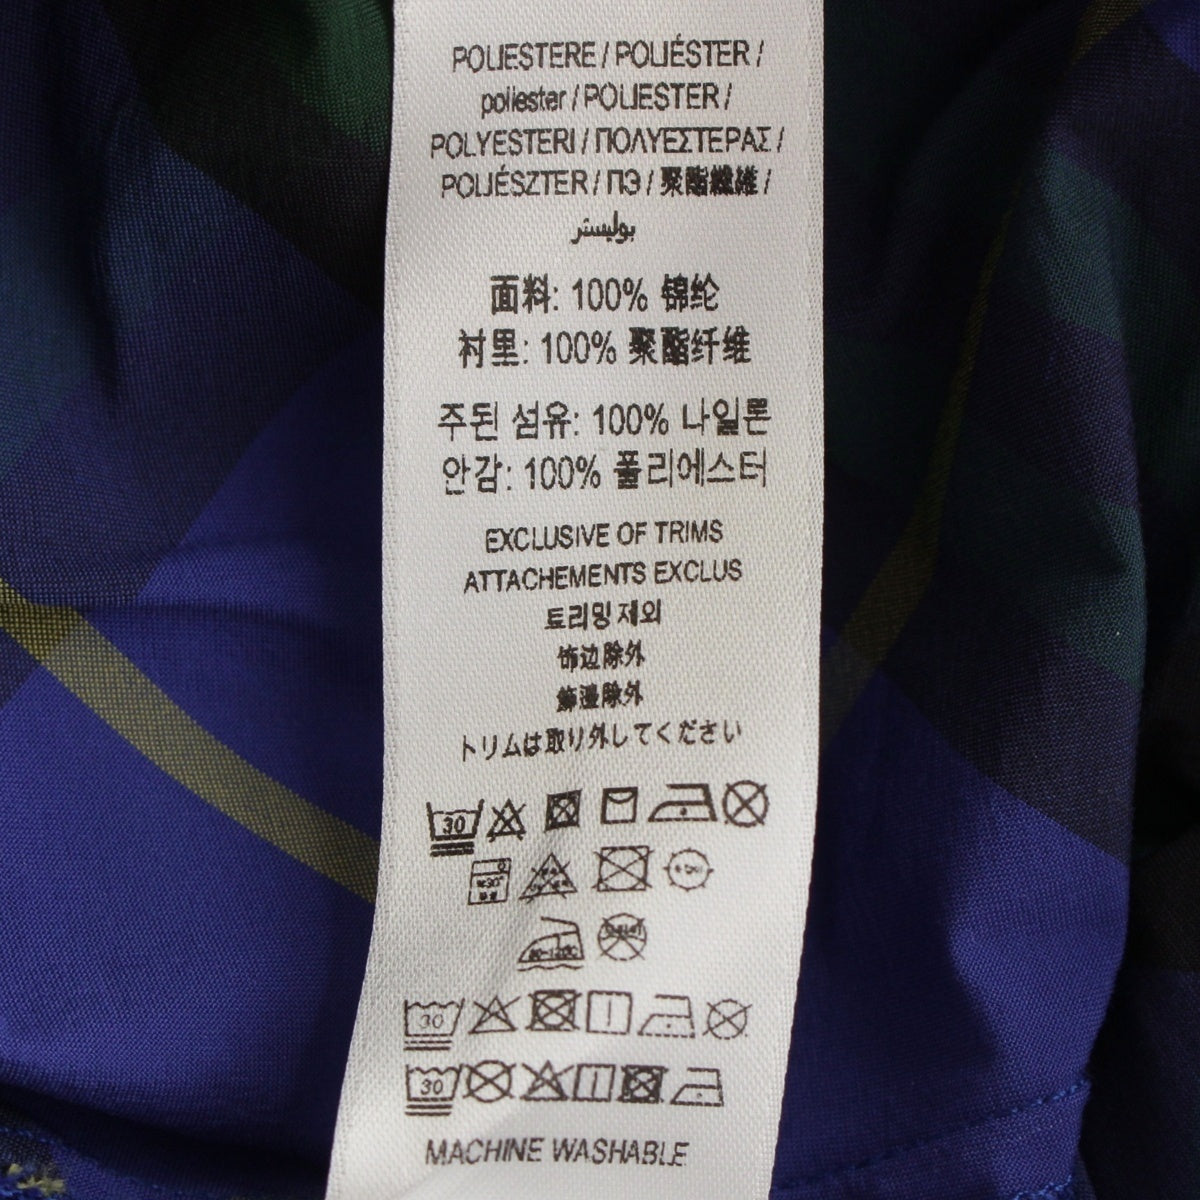 POLIESTERE / POLIÉSTER /
poliester / POLIESTER /
POLYESTERI / ΠΟΛΥΕΣΤΕΡΑΣ /
POLIÉSZTER / ПЭ / 聚酯纖維 /
بوليستر
面料: 100% 锦纶
衬里: 100% 聚酯纤维
주된 섬유: 100% 나일론
안감: 100% 폴리에스터
EXCLUSIVE OF TRIMS
ATTACHEMENTS EXCLUS
트리밍 제외
饰边除外
飾邊除外
トリムは取り外してください
30
30
30
MACHINE WASHABLE